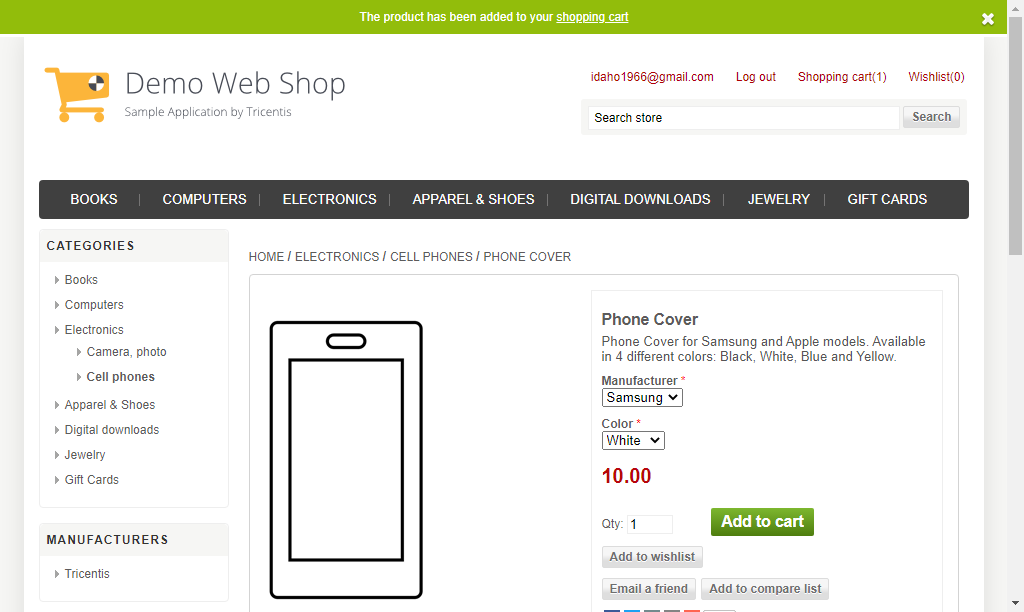 The product has been added to your shopping cart
Demo Web Shop
Sample Application by Tricentis
idaho1966@gmail.com Log out Shopping cart(1) Wishlist(0)
Search store Search
BOOKS COMPUTERS ELECTRONICS APPAREL & SHOES DIGITAL DOWNLOADS JEWELRY GIFT CARDS
CATEGORIES
Books
Computers
Electronics
Camera, photo
Cell phones
Apparel & Shoes
Digital downloads
Jewelry
Gift Cards
MANUFACTURERS
Tricentis
HOME / ELECTRONICS / CELL PHONES / PHONE COVER
Phone Cover
Phone Cover for Samsung and Apple models. Available
in 4 different colors: Black, White, Blue and Yellow.
Manufacturer *
Samsung
Color *
White
10.00
Qty: 1 Add to cart
Add to wishlist
Email a friend Add to compare list